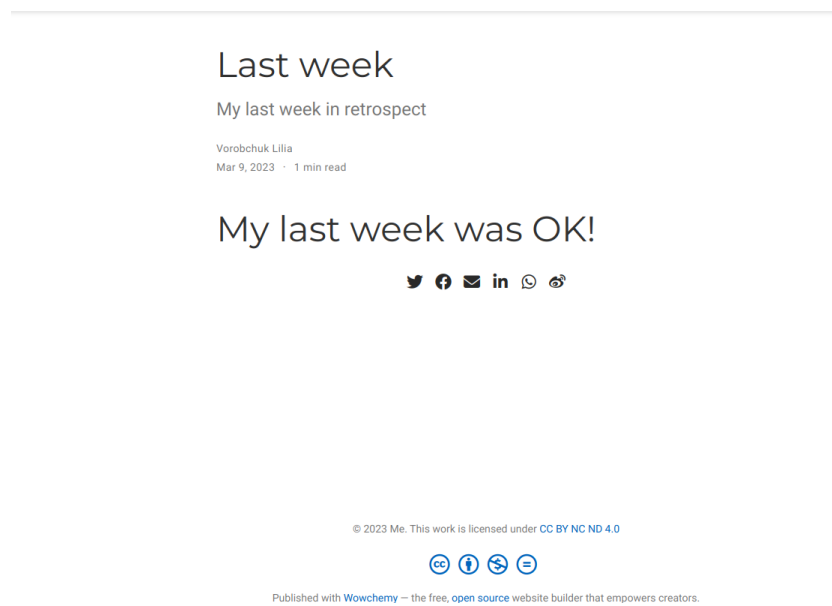 Last week
My last week in retrospect
Vorobchuk Lilia
Mar 9, 2023 · 1 min read
My last week was OK!
© 2023 Me. This work is licensed under CC BY NC ND 4.0
Published with Wowchemy — the free, open source website builder that empowers creators.